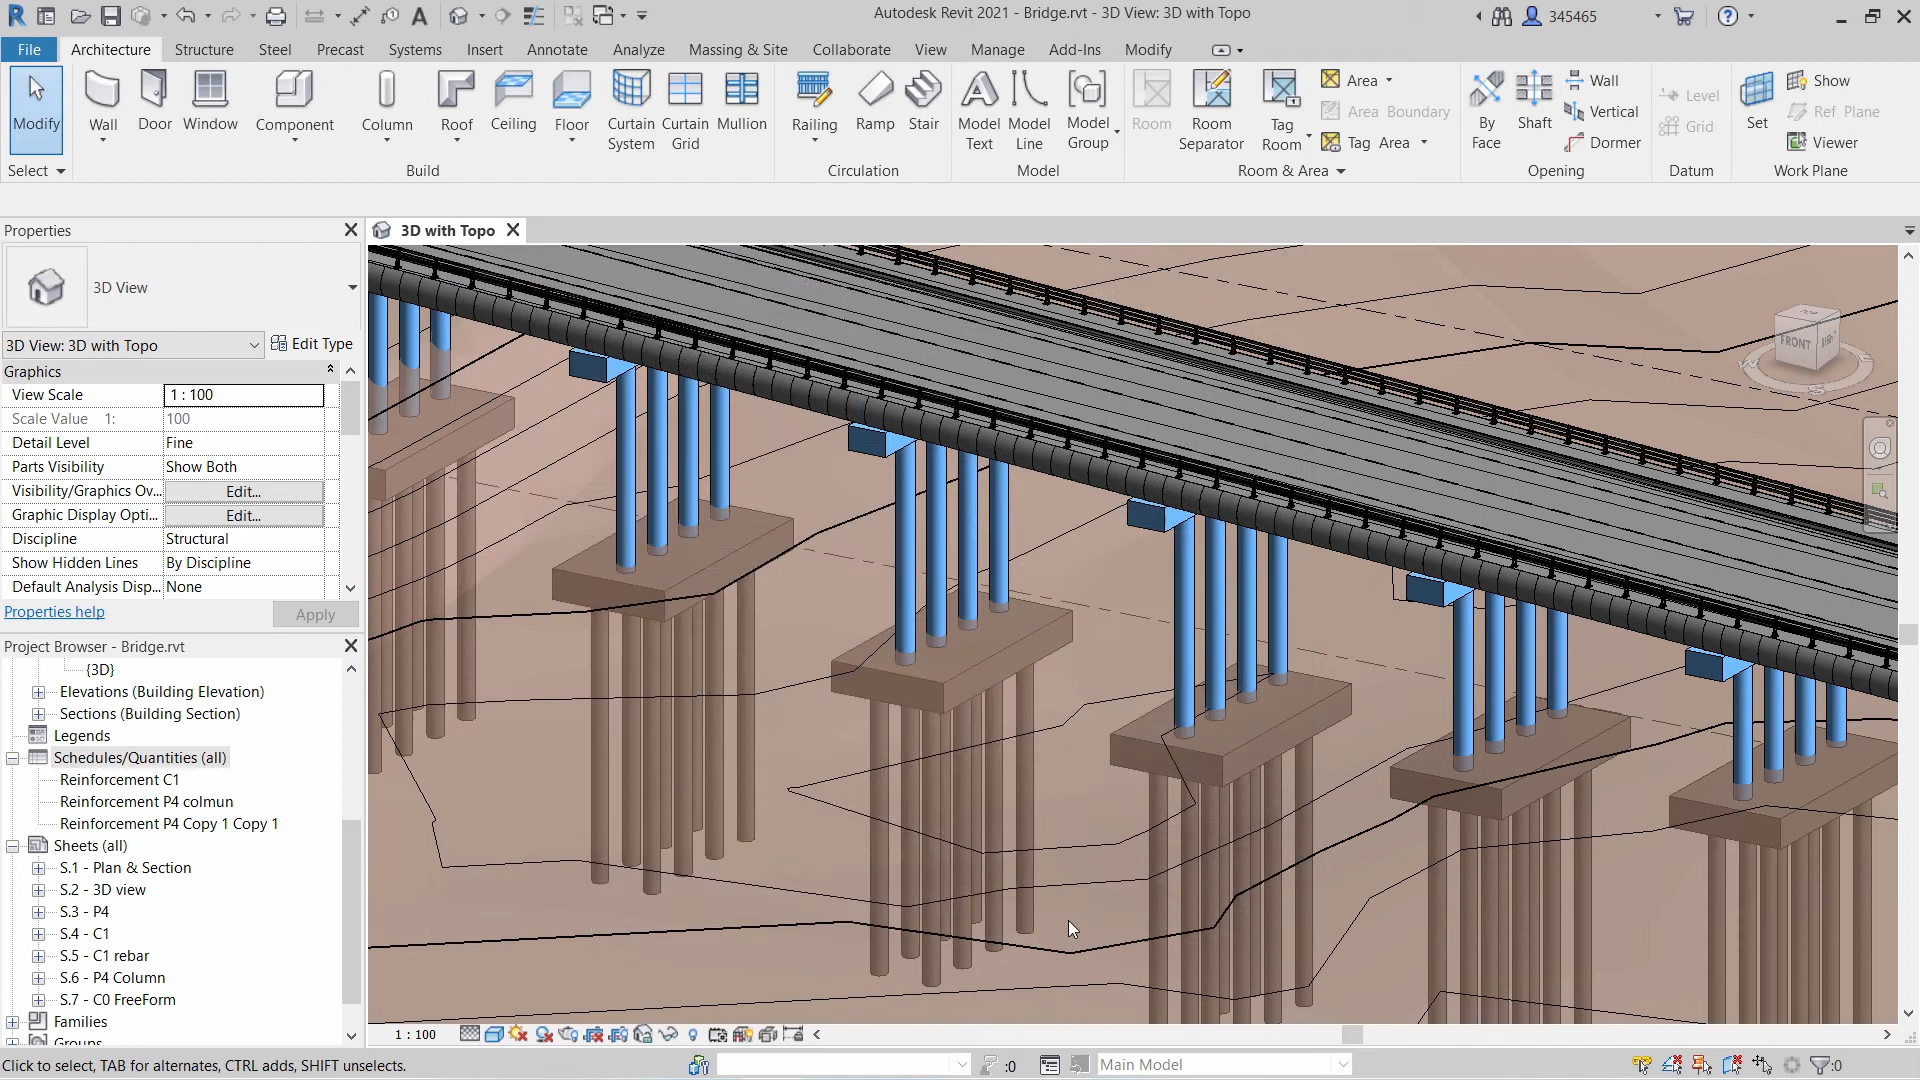 Autodesk Revit 2021 - Bridge.rvt - 3D View: 3D with Topo
345465
File Architecture Structure Steel Precast Systems Insert Annotate Analyze Massing & Site Collaborate View Manage Add-Ins Modify
Modify
Wall
Door
Window
Component
Column
Roof
Ceiling
Floor
Curtain System
Curtain Grid
Mullion
Railing
Ramp
Stair
Model Text
Model Line
Model Group
Room
Room Separator
Tag Room
Area
Area Boundary
Tag Area
By Face
Shaft
Wall
Vertical
Dormer
Level
Grid
Set
Show
Ref Plane
Viewer
Select
Build
Circulation
Model
Room & Area
Opening
Datum
Work Plane
Properties
3D with Topo
3D View
3D View: 3D with Topo
Edit Type
Graphics
View Scale 1 : 100
Scale Value 1: 100
Detail Level Fine
Parts Visibility Show Both
Visibility/Graphics Ov... Edit...
Graphic Display Opti... Edit...
Discipline Structural
Show Hidden Lines By Discipline
Default Analysis Disp... None
Properties help
Apply
Project Browser - Bridge.rvt
{3D}
Elevations (Building Elevation)
Sections (Building Section)
Legends
Schedules/Quantities (all)
Reinforcement C1
Reinforcement P4 colmun
Reinforcement P4 Copy 1 Copy 1
Sheets (all)
S.1 - Plan & Section
S.2 - 3D view
S.3 - P4
S.4 - C1
S.5 - C1 rebar
S.6 - P4 Column
S.7 - C0 FreeForm
Families
Groups
FRONT
1 : 100
Click to select, TAB for alternates, CTRL adds, SHIFT unselects.
:0
Main Model
:0